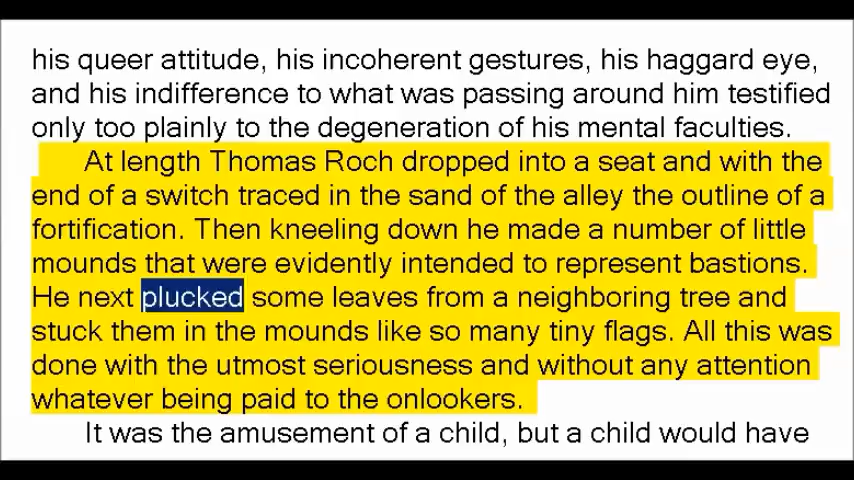 his queer attitude, his incoherent gestures, his haggard eye,
and his indifference to what was passing around him testified
only too plainly to the degeneration of his mental faculties.
At length Thomas Roch dropped into a seat and with the
end of a switch traced in the sand of the alley the outline of a
fortification. Then kneeling down he made a number of little
mounds that were evidently intended to represent bastions.
He next plucked some leaves from a neighboring tree and
stuck them in the mounds like so many tiny flags. All this was
done with the utmost seriousness and without any attention
whatever being paid to the onlookers.
It was the amusement of a child, but a child would have